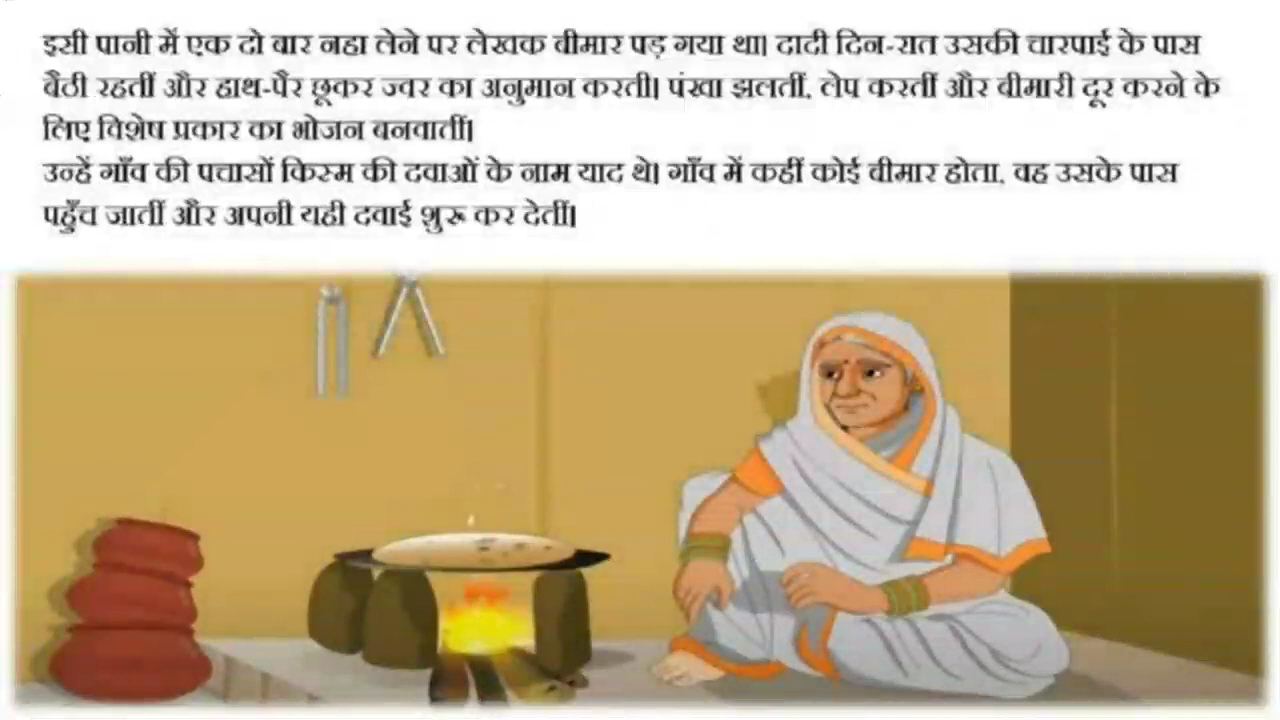 इसी पानी में एक दो बार नहा लेने पर लेखक बीमार पड़ गया था। दादी दिन-रात उसकी चारपाई के पास
बैठी रहतीं और हाथ-पैर छूकर ज्वर का अनुमान करती। पंखा झलतीं, लेप करतीं और बीमारी दूर करने के
लिए विशेष प्रकार का भोजन बनवातीं।
उन्हें गाँव की पचासों किस्म की दवाओं के नाम याद थे। गाँव में कहीं कोई बीमार होता, वह उसके पास
पहुँच जातीं और अपनी यही दवाई शुरू कर देतीं।